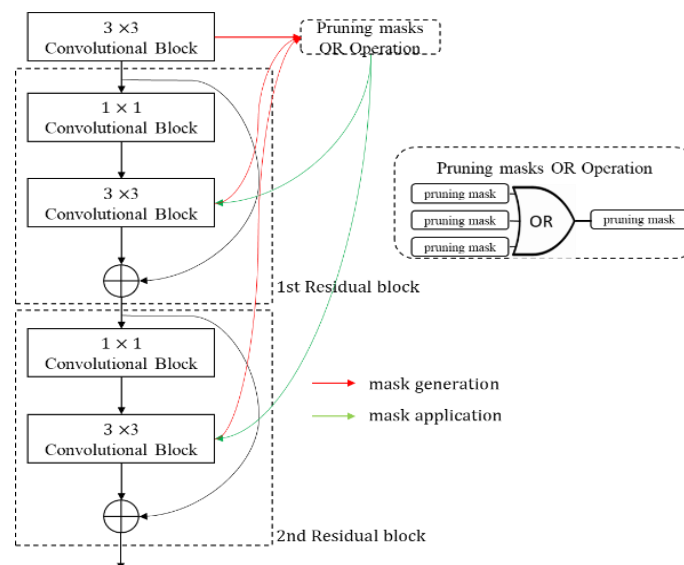 3 ×3
Convolutional Block
Pruning masks
OR Operation
1 × 1
Convolutional Block
3 ×3
Convolutional Block
1st Residual block
1 × 1
Convolutional Block
3 ×3
Convolutional Block
2nd Residual block
Pruning masks OR Operation
pruning mask
pruning mask
pruning mask
OR
pruning mask
mask generation
mask application